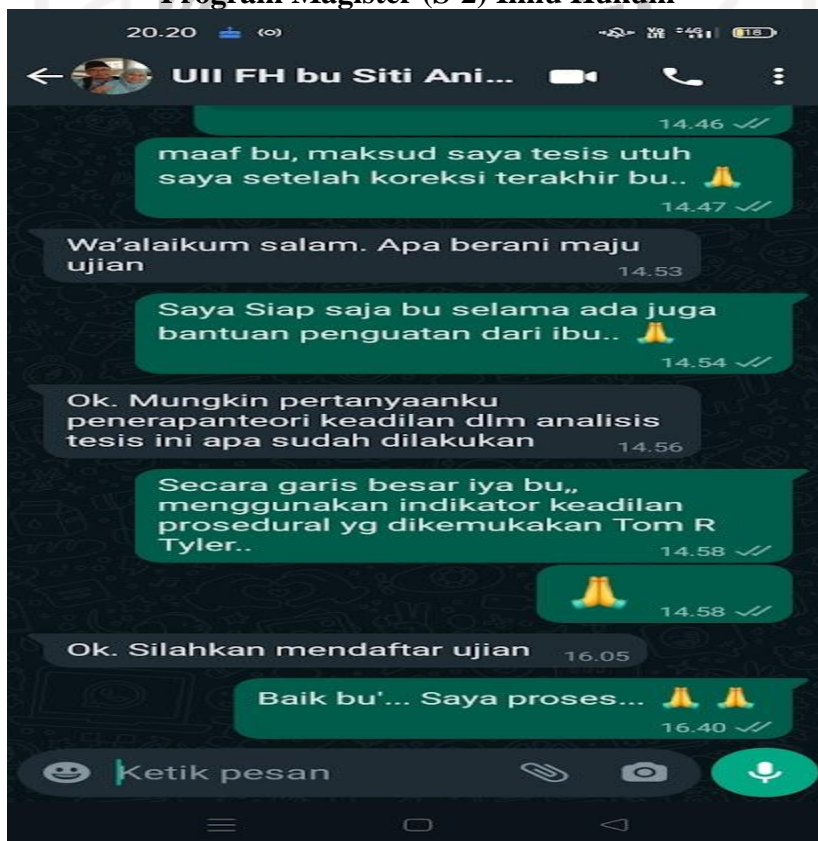 Program Magister (S-2) Ilmu Hukum
20.20
VoLTE 4G 18
UII FH bu Siti Ani...
14.46
maaf bu, maksud saya tesis utuh
saya setelah koreksi terakhir bu.. 🙏
14.47
Wa'alaikum salam. Apa berani maju
ujian
14.53
Saya Siap saja bu selama ada juga
bantuan penguatan dari ibu.. 🙏
14.54
Ok. Mungkin pertanyaanku
penerapanteori keadilan dlm analisis
tesis ini apa sudah dilakukan
14.56
Secara garis besar iya bu,,
menggunakan indikator keadilan
prosedural yg dikemukakan Tom R
Tyler..
14.58
🙏
14.58
Ok. Silahkan mendaftar ujian
16.05
Baik bu'... Saya proses... 🙏 🙏
16.40
Ketik pesan